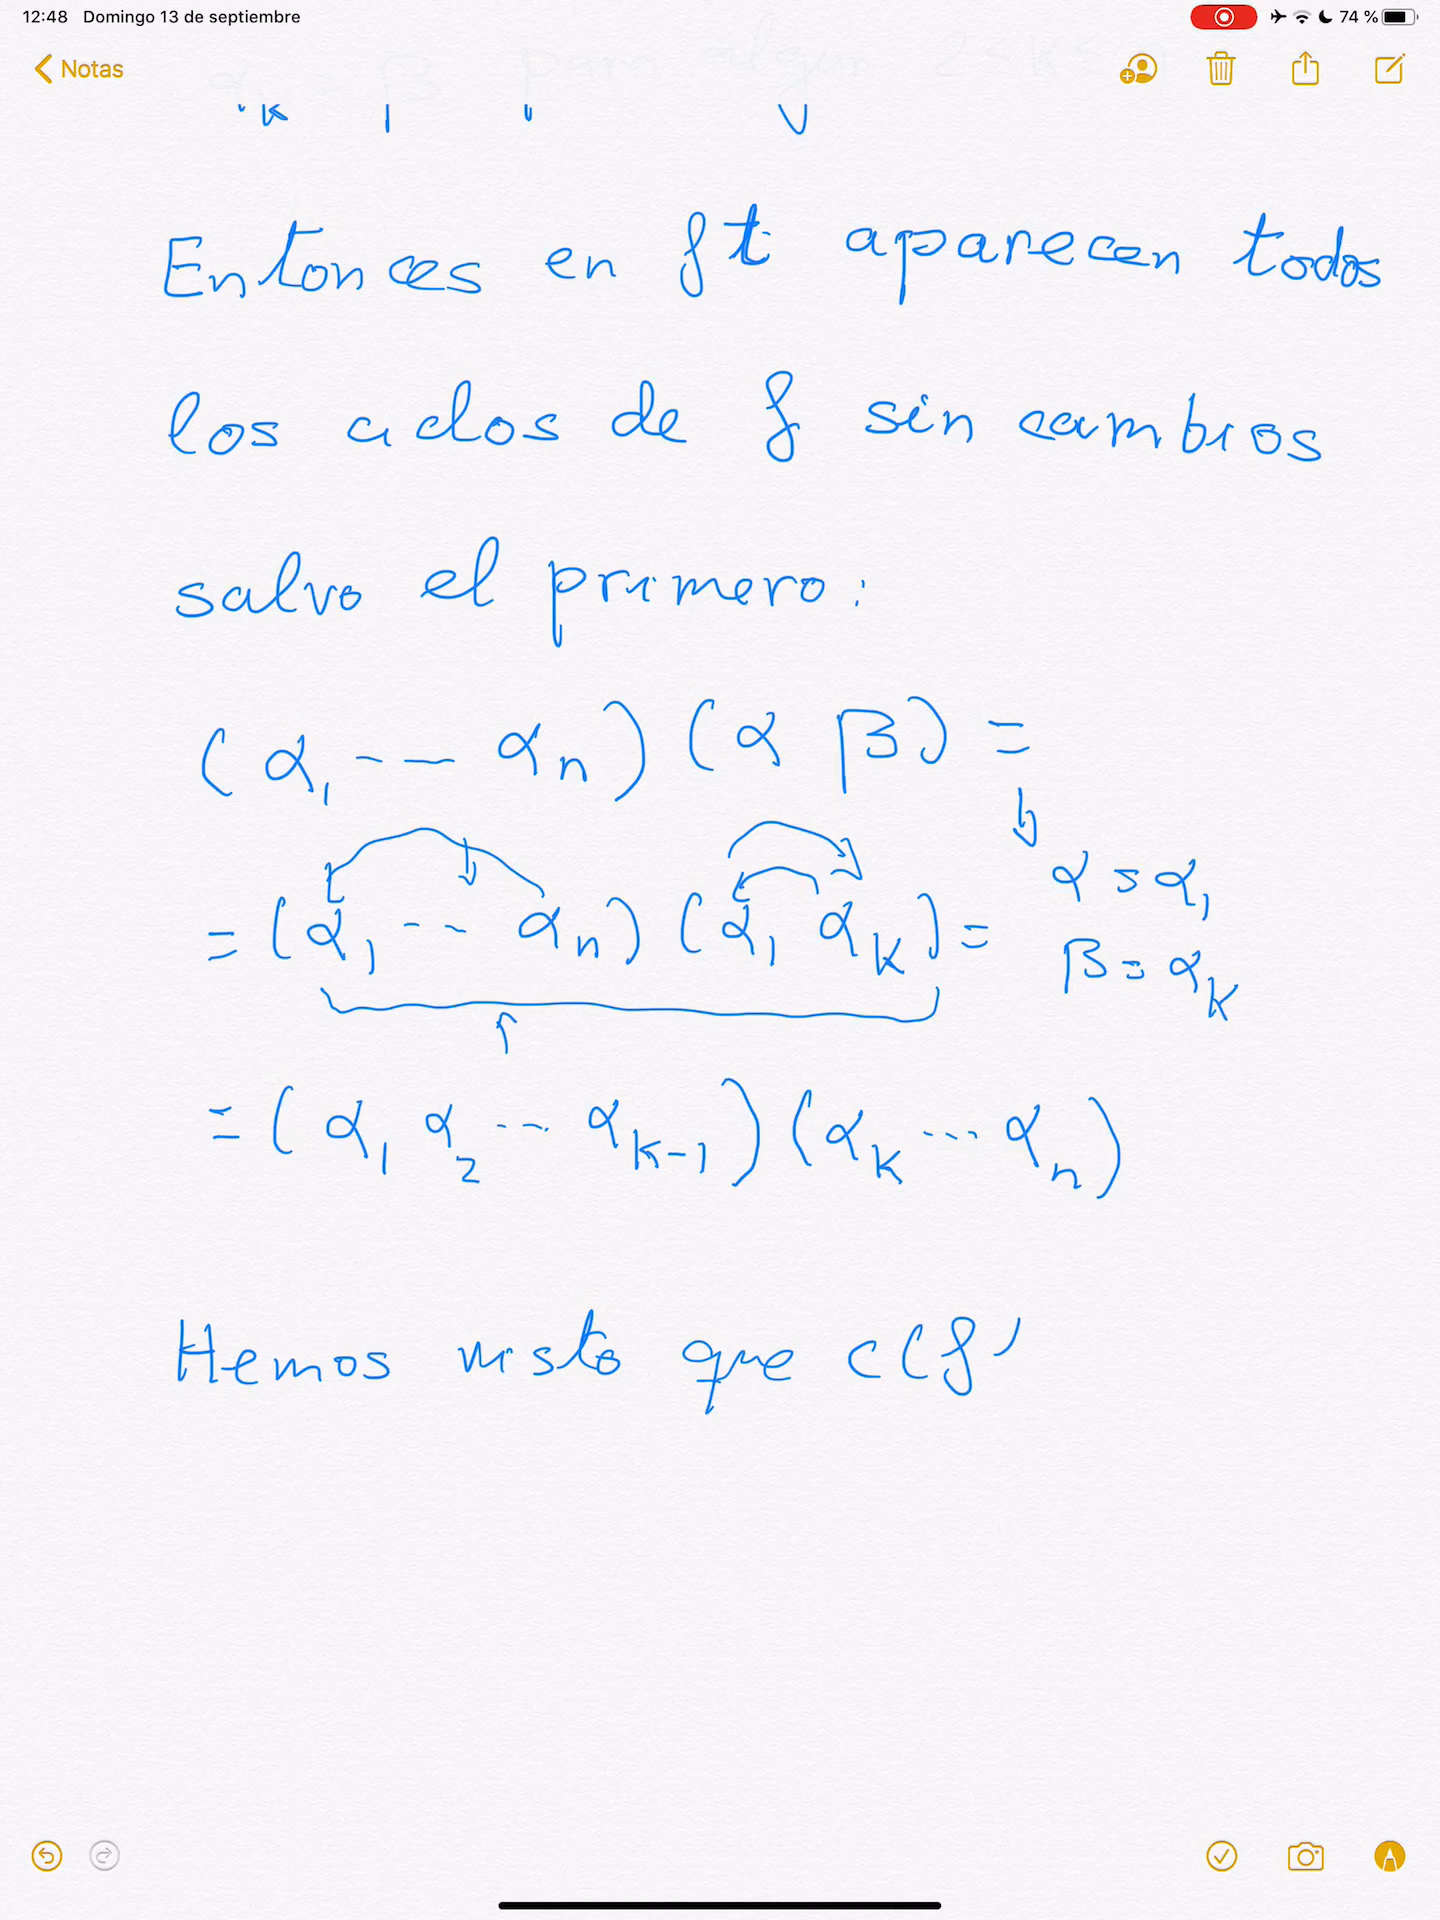 12:48 Domingo 13 de septiembre 74 %
Notas
Entonces en ft aparecen todos
los ciclos de f sin cambios
salvo el primero:
(α₁ -- αₙ) (α β) =
α = α₁
= (α₁ -- αₙ) (α₁ αₖ) =
β = αₖ
= (α₁ α₂ ... αₖ₋₁) (αₖ ... αₙ)
Hemos visto que c(f